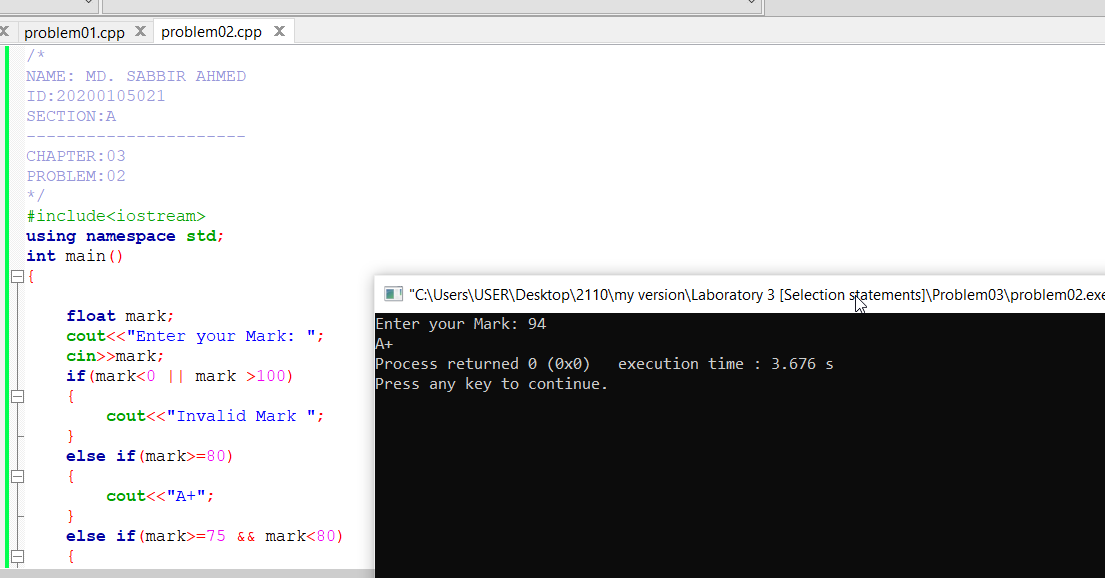 problem01.cpp
problem02.cpp
/*
NAME: MD. SABBIR AHMED
ID:20200105021
SECTION:A
----------------------
CHAPTER:03
PROBLEM:02
*/
#include<iostream>
using namespace std;
int main()
{
float mark;
cout<<"Enter your Mark: ";
cin>>mark;
if(mark<0 || mark >100)
{
cout<<"Invalid Mark ";
}
else if(mark>=80)
{
cout<<"A+";
}
else if(mark>=75 && mark<80)
{
"C:\Users\USER\Desktop\2110\my version\Laboratory 3 [Selection statements]\Problem03\problem02.exe
Enter your Mark: 94
A+
Process returned 0 (0x0)   execution time : 3.676 s
Press any key to continue.